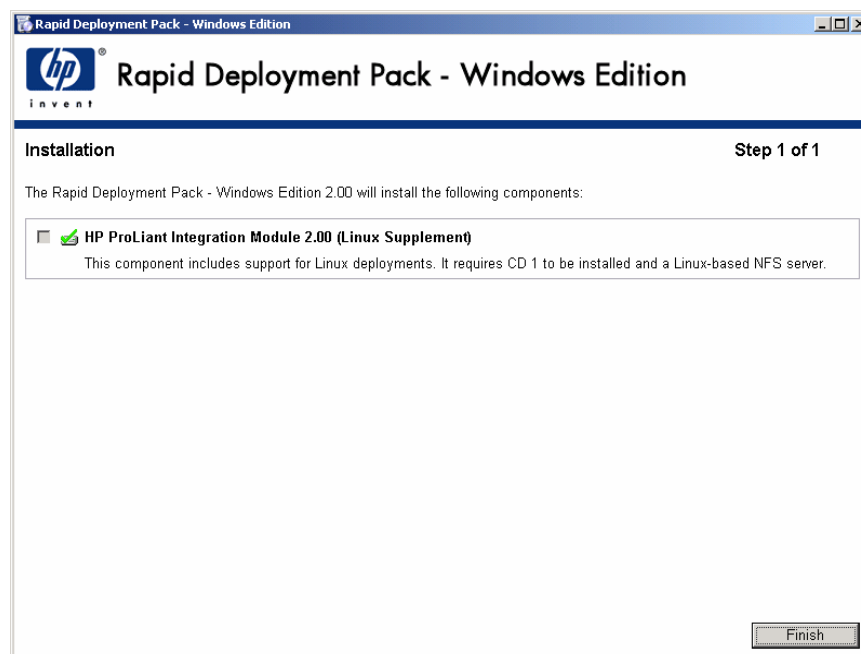 Rapid Deployment Pack - Windows Edition
hp
®
invent
Rapid Deployment Pack - Windows Edition
Installation
Step 1 of 1
The Rapid Deployment Pack - Windows Edition 2.00 will install the following components:
HP ProLiant Integration Module 2.00 (Linux Supplement)
This component includes support for Linux deployments. It requires CD 1 to be installed and a Linux-based NFS server.
Finish